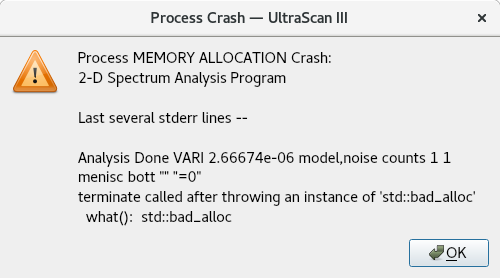 Process Crash — UltraScan III
Process MEMORY ALLOCATION Crash:
2-D Spectrum Analysis Program
Last several stderr lines --
Analysis Done VARI 2.66674e-06 model,noise counts 1 1
menisc bott "" "=0"
terminate called after throwing an instance of 'std::bad_alloc'
what(): std::bad_alloc
OK